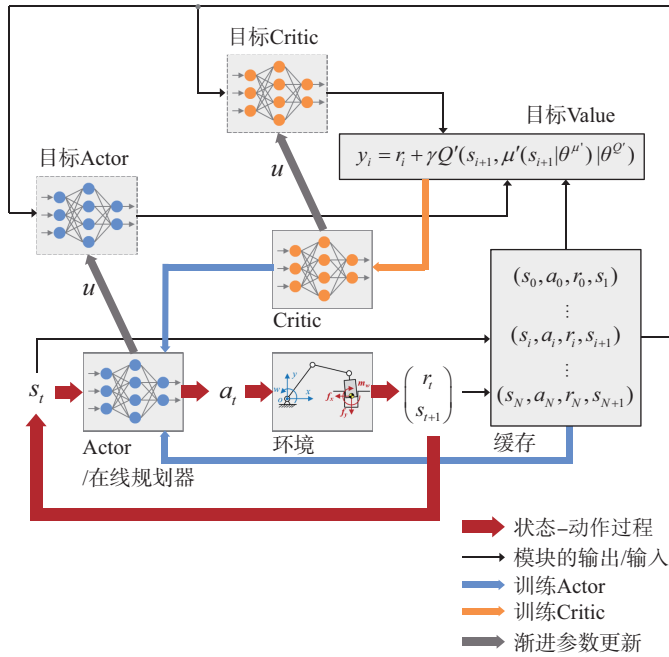 目标Critic
目标Value
y_i = r_i + γQ′(s_{i+1}, μ′(s_{i+1}|θ^{μ'})|θ^{Q'})
目标Actor
u
u
Critic
(s_0, a_0, r_0, s_1)
⋮
(s_i, a_i, r_i, s_{i+1})
⋮
(s_N, a_N, r_N, s_{N+1})
s_t
a_t
y
w
o
x
m_w
f_x
f_y
r_t
s_{t+1}
Actor
/在线规划器
环境
缓存
状态-动作过程
模块的输出/输入
训练Actor
训练Critic
渐进参数更新